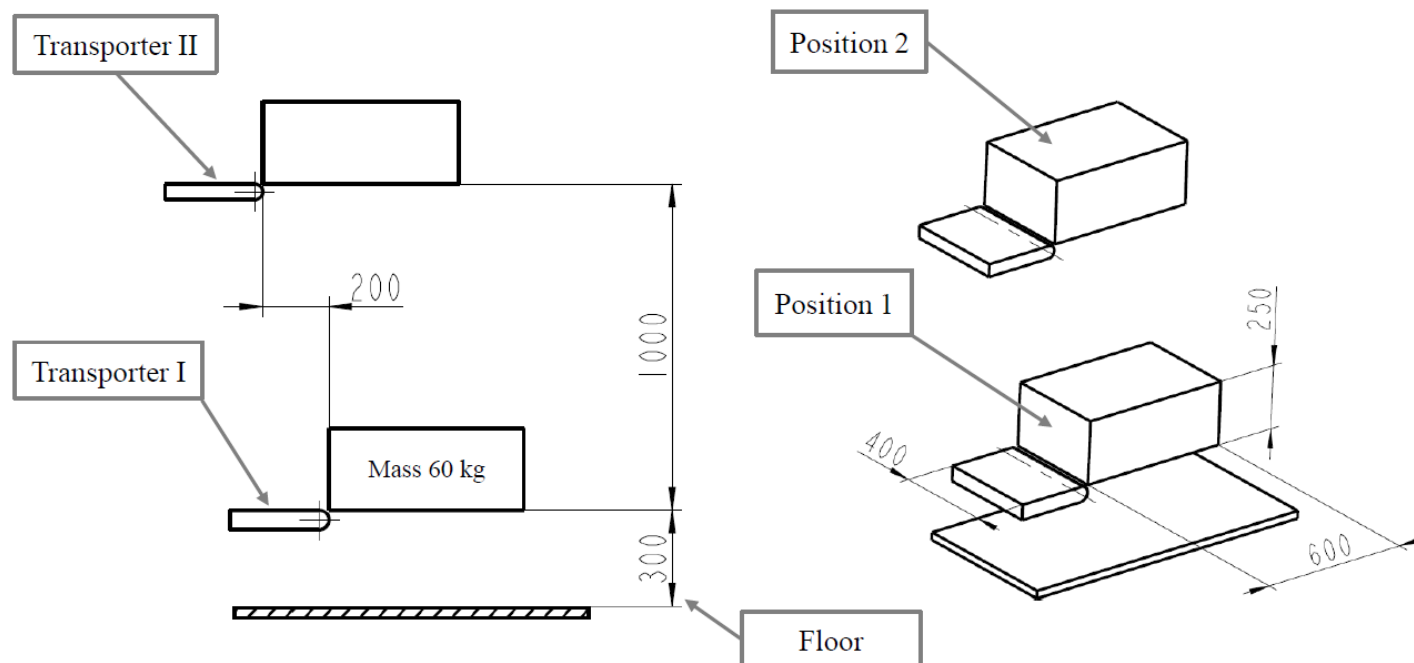 Transporter II
Position 2
200
1000
Position 1
250
Transporter I
Mass 60 kg
400
300
600
Floor